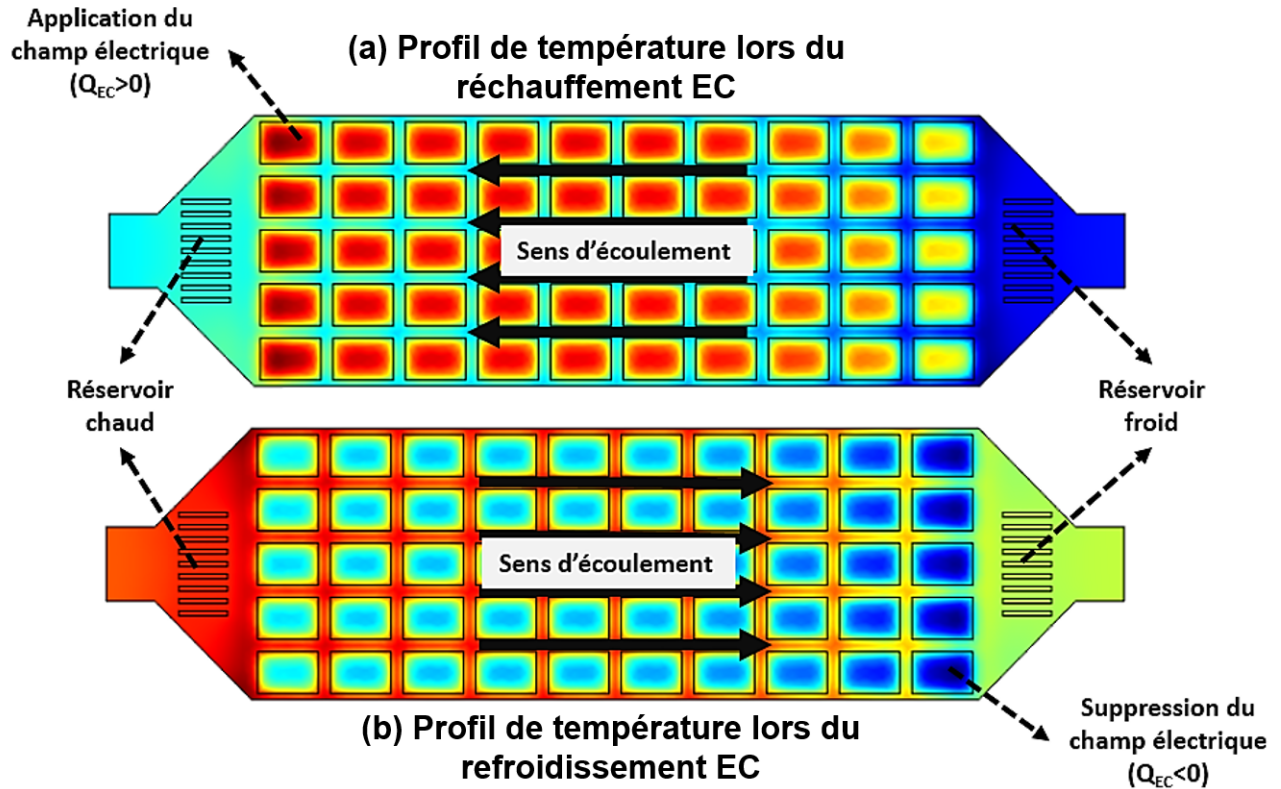 Application du
champ électrique
(QEC>0)
(a) Profil de température lors du
réchauffement EC
Sens d'écoulement
Réservoir
chaud
Réservoir
froid
Sens d'écoulement
(b) Profil de température lors du
refroidissement EC
Suppression du
champ électrique
(QEC<0)